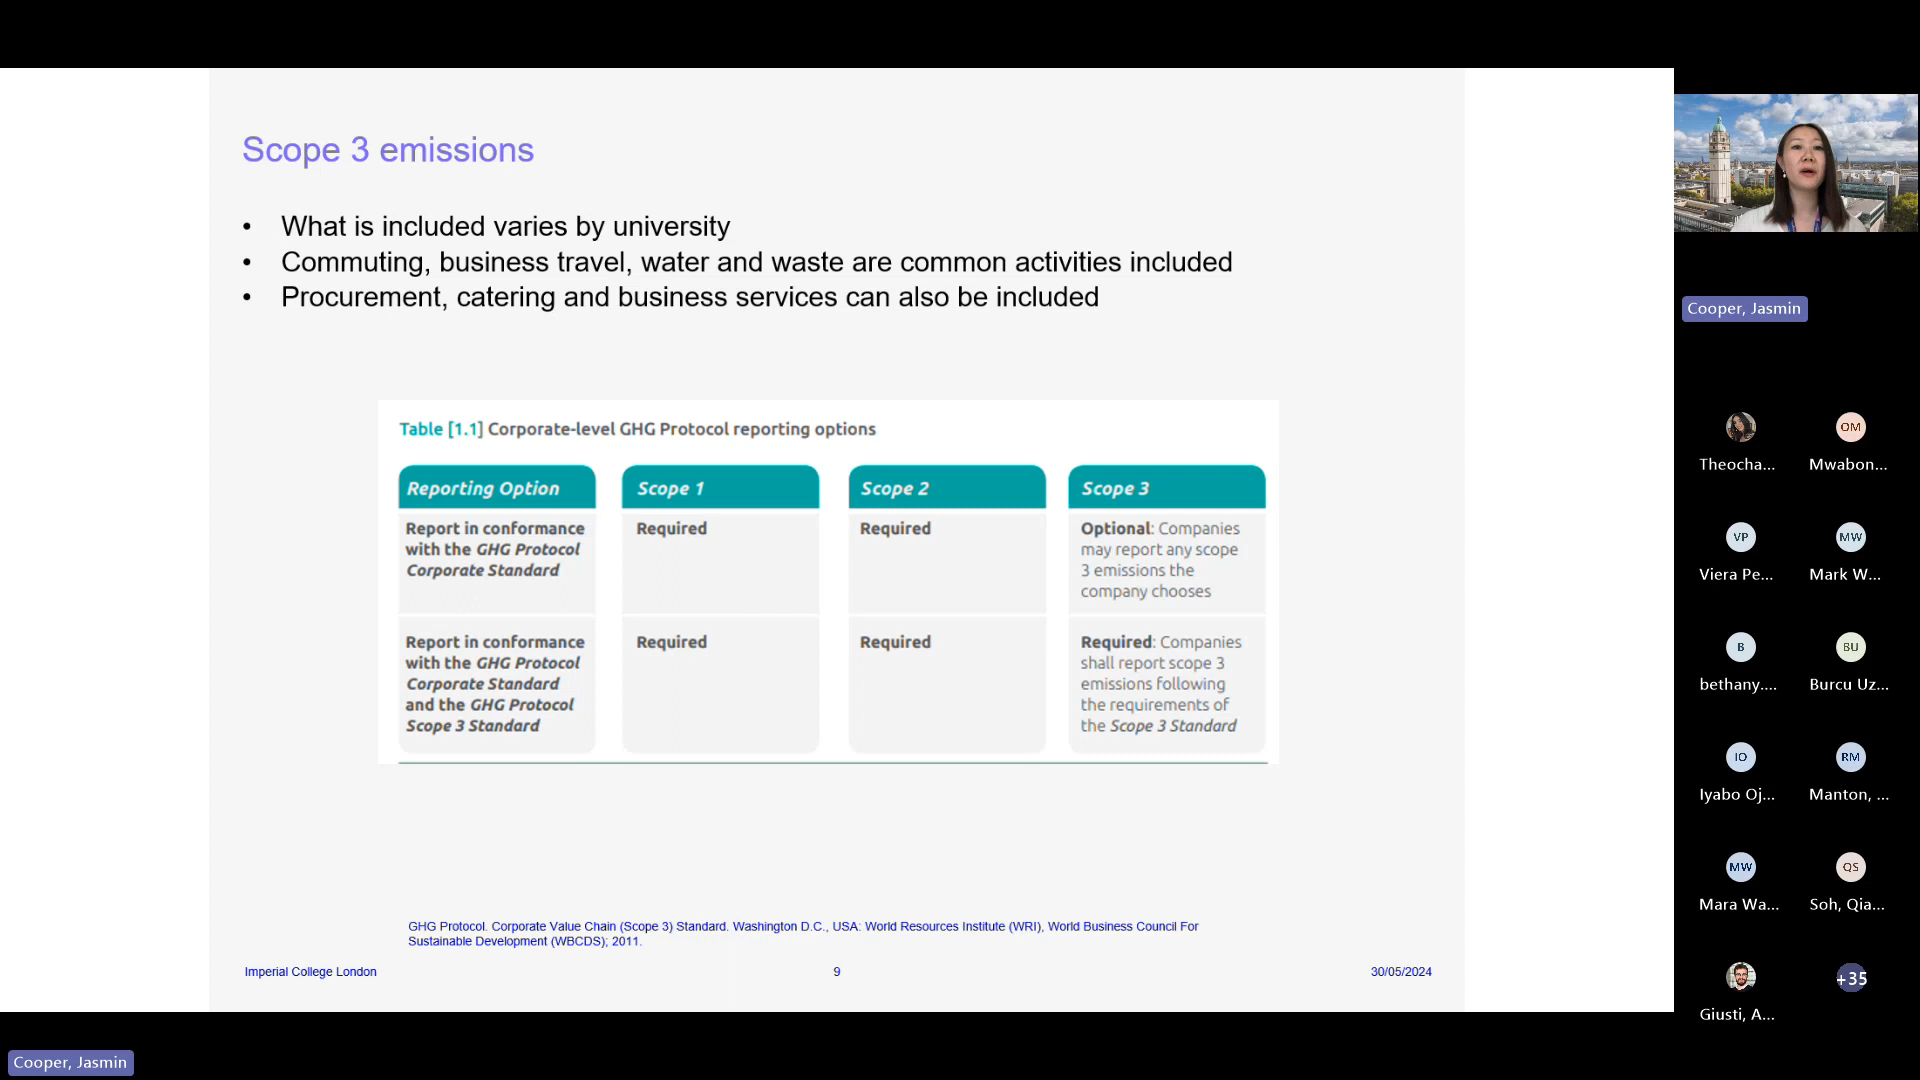 Scope 3 emissions
• What is included varies by university
• Commuting, business travel, water and waste are common activities included
• Procurement, catering and business services can also be included
Table [1.1] Corporate-level GHG Protocol reporting options
Reporting Option
Scope 1
Scope 2
Scope 3
Report in conformance
with the GHG Protocol
Corporate Standard
Required
Required
Optional: Companies
may report any scope
3 emissions the
company chooses
Report in conformance
with the GHG Protocol
Corporate Standard
and the GHG Protocol
Scope 3 Standard
Required
Required
Required: Companies
shall report scope 3
emissions following
the requirements of
the Scope 3 Standard
GHG Protocol. Corporate Value Chain (Scope 3) Standard. Washington D.C., USA: World Resources Institute (WRI), World Business Council For
Sustainable Development (WBCDS); 2011.
Imperial College London
9
30/05/2024
Cooper, Jasmin
Theocha...
OM
Mwabon...
VP
Viera Pe...
MW
Mark W...
B
bethany....
BU
Burcu Uz...
IO
Iyabo Oj...
RM
Manton, ...
MW
Mara Wa...
QS
Soh, Qia...
Giusti, A...
+35
Cooper, Jasmin